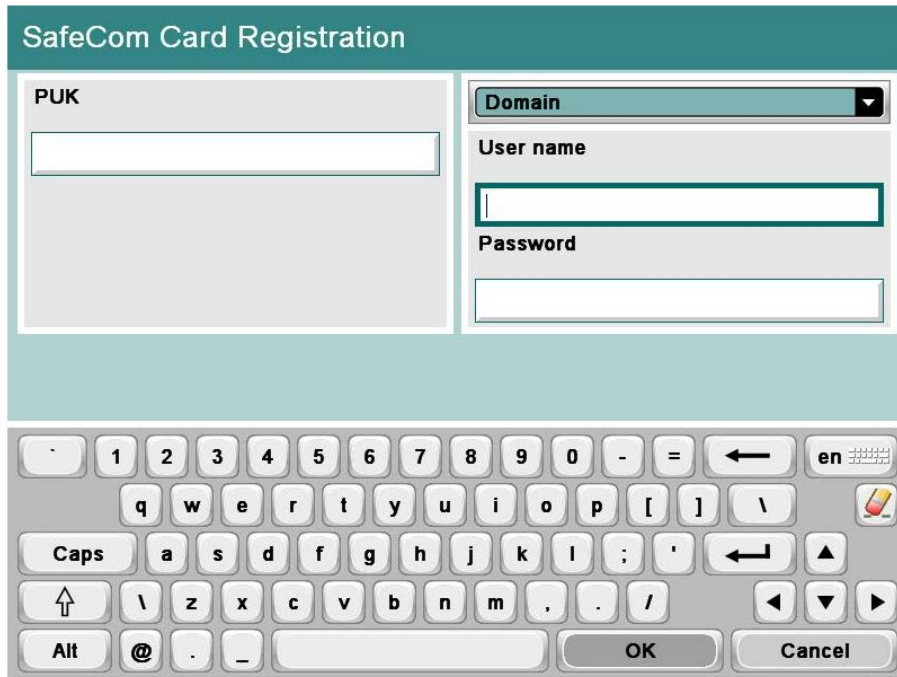 SafeCom Card Registration
PUK
Domain
User name
Password
` 1 2 3 4 5 6 7 8 9 0 - = en
q w e r t y u i o p [ ] \
Caps a s d f g h j k l ; '
\ z x c v b n m , . /
Alt @ . _ OK Cancel